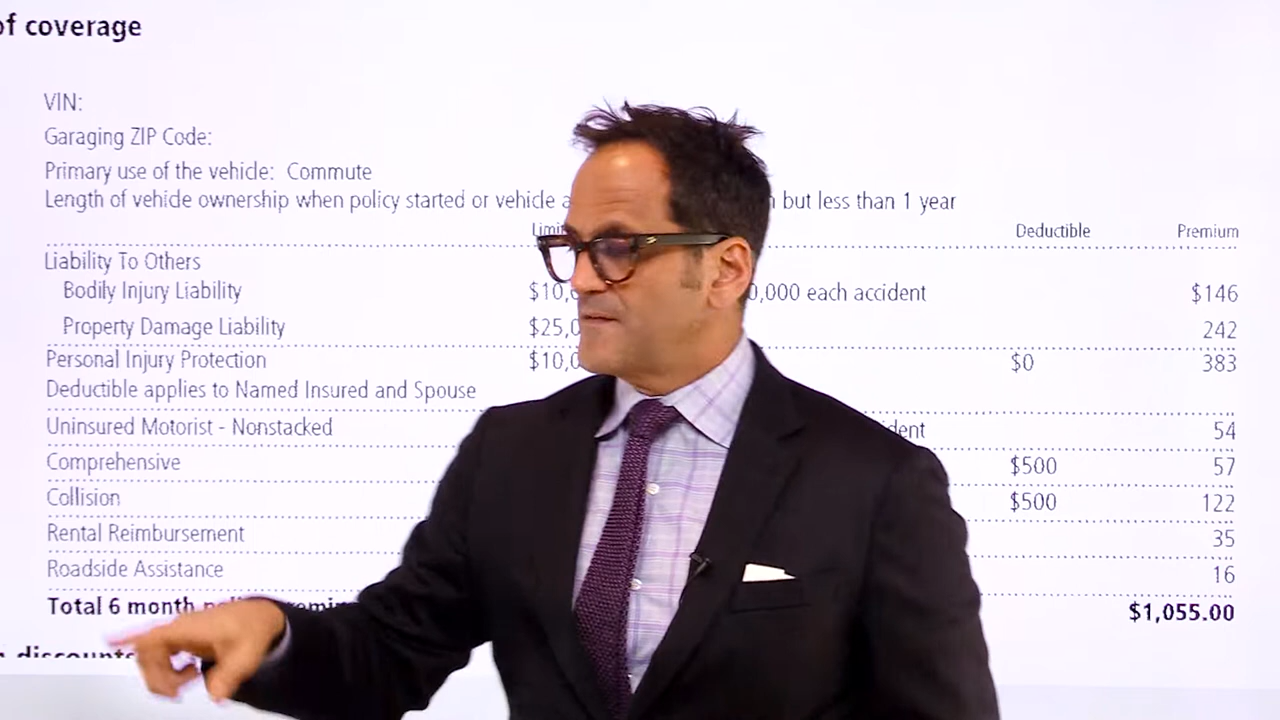 of coverage
VIN:
Garaging ZIP Code:
Primary use of the vehicle: Commute
Length of vehicle ownership when policy started or vehicle but less than 1 year
Deductible Premium
Liability To Others
Bodily Injury Liability each accident $146
Property Damage Liability 242
Personal Injury Protection $0 383
Deductible applies to Named Insured and Spouse
Uninsured Motorist - Nonstacked 54
Comprehensive $500 57
Collision $500 122
Rental Reimbursement 35
Roadside Assistance 16
Total 6 month $1,055.00
discounts